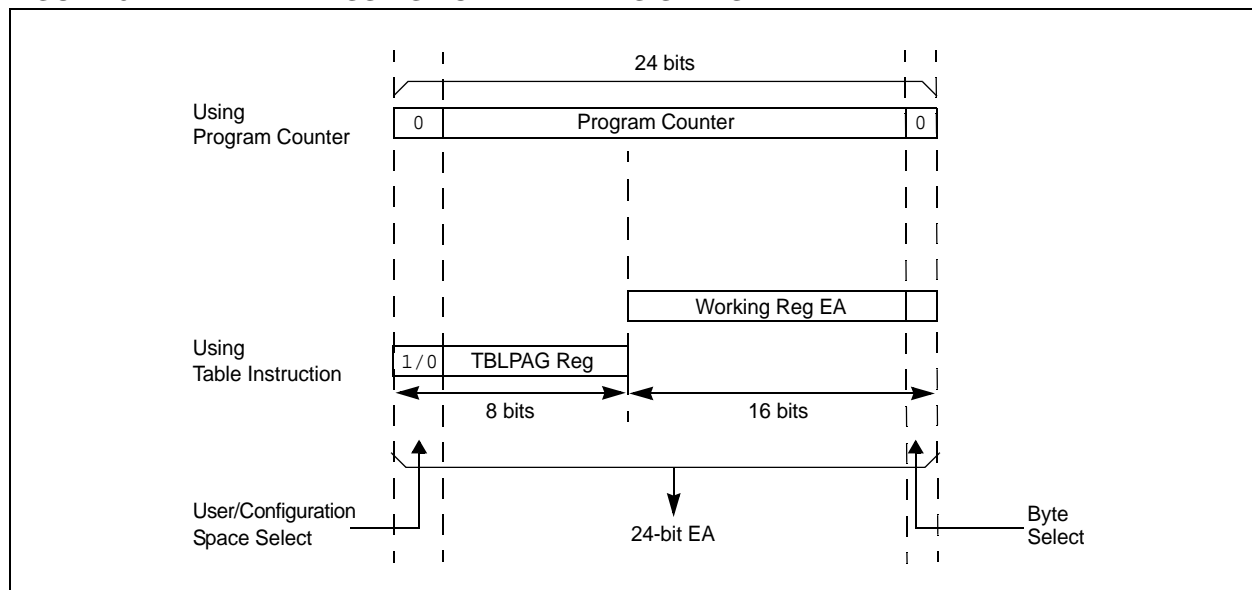 24 bits
Using
Program Counter
0
Program Counter
0
Working Reg EA
Using
Table Instruction
1/0
TBLPAG Reg
8 bits
16 bits
User/Configuration
Space Select
24-bit EA
Byte
Select